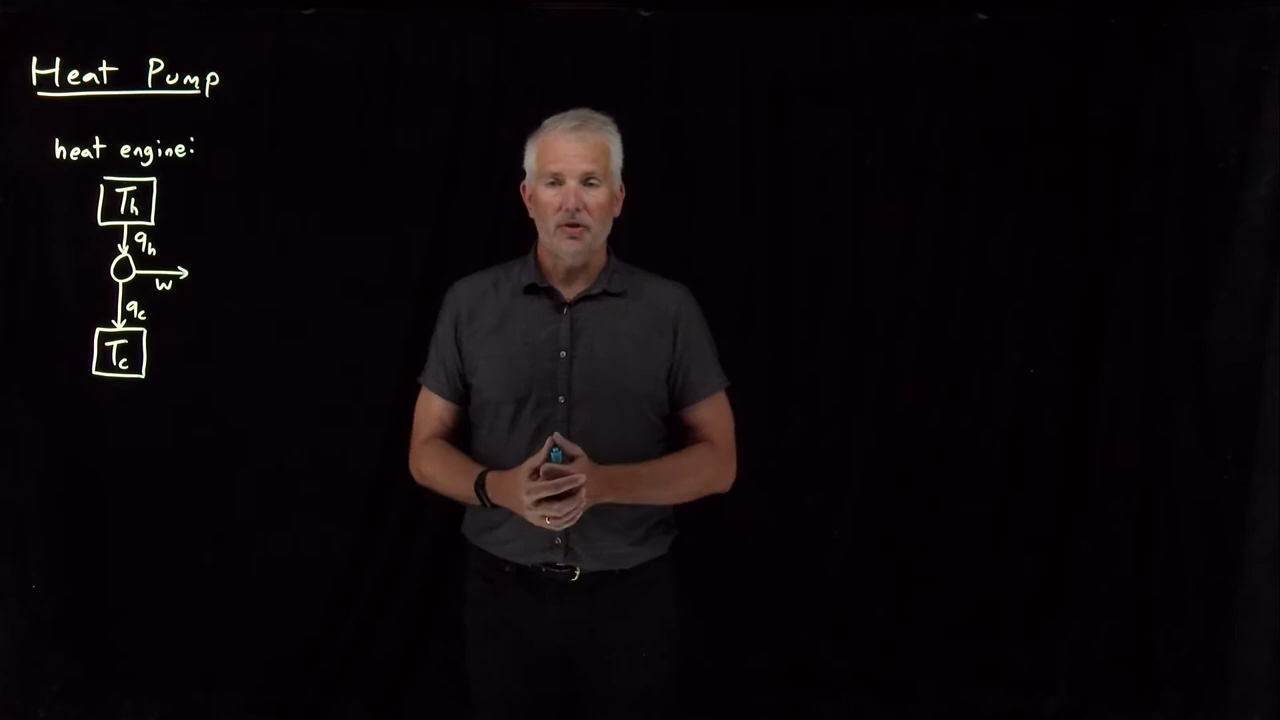 Heat Pump
heat engine:
Th
qh
w
qc
Tc